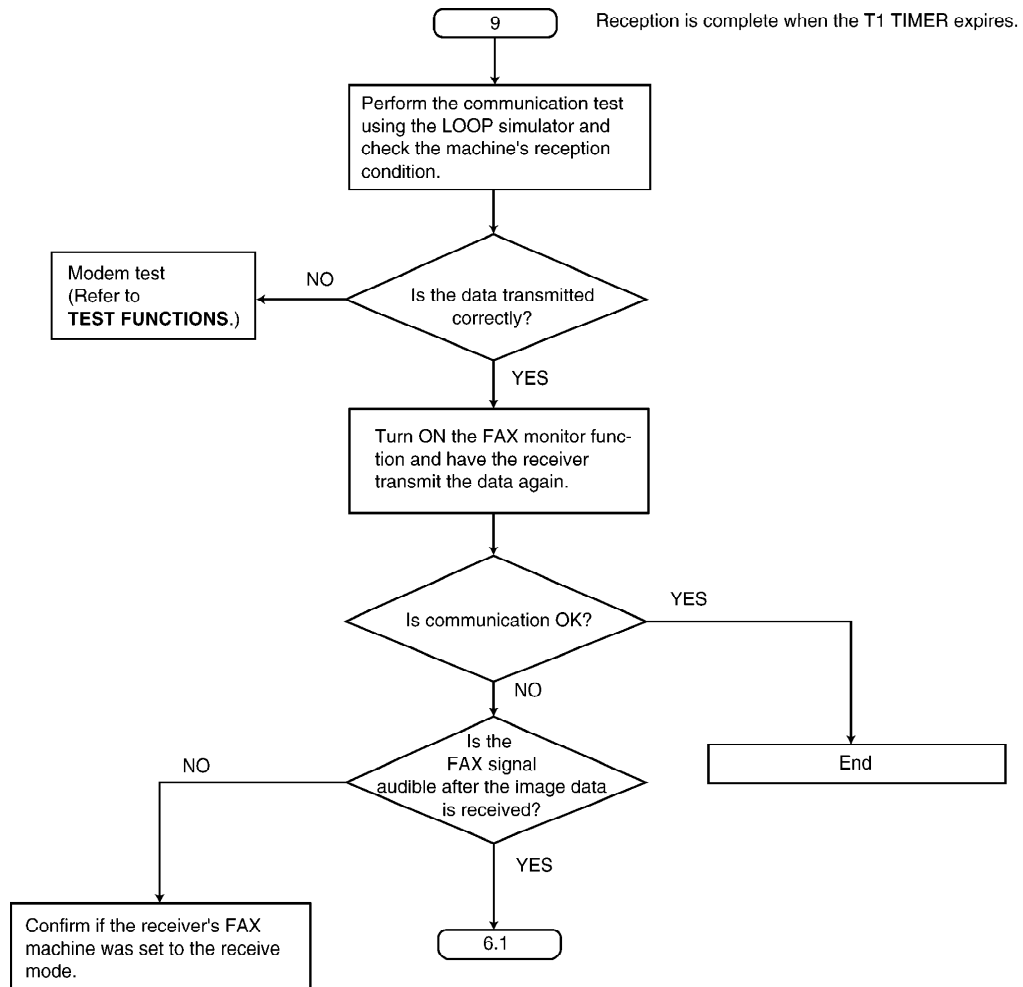 9
Reception is complete when the T1 TIMER expires.
Perform the communication test
using the LOOP simulator and
check the machine's reception
condition.
Modem test
(Refer to
TEST FUNCTIONS.)
NO
Is the data transmitted
correctly?
YES
Turn ON the FAX monitor func-
tion and have the receiver
transmit the data again.
Is communication OK?
YES
NO
Is the
FAX signal
audible after the image data
is received?
NO
End
YES
Confirm if the receiver's FAX
machine was set to the receive
mode.
6.1